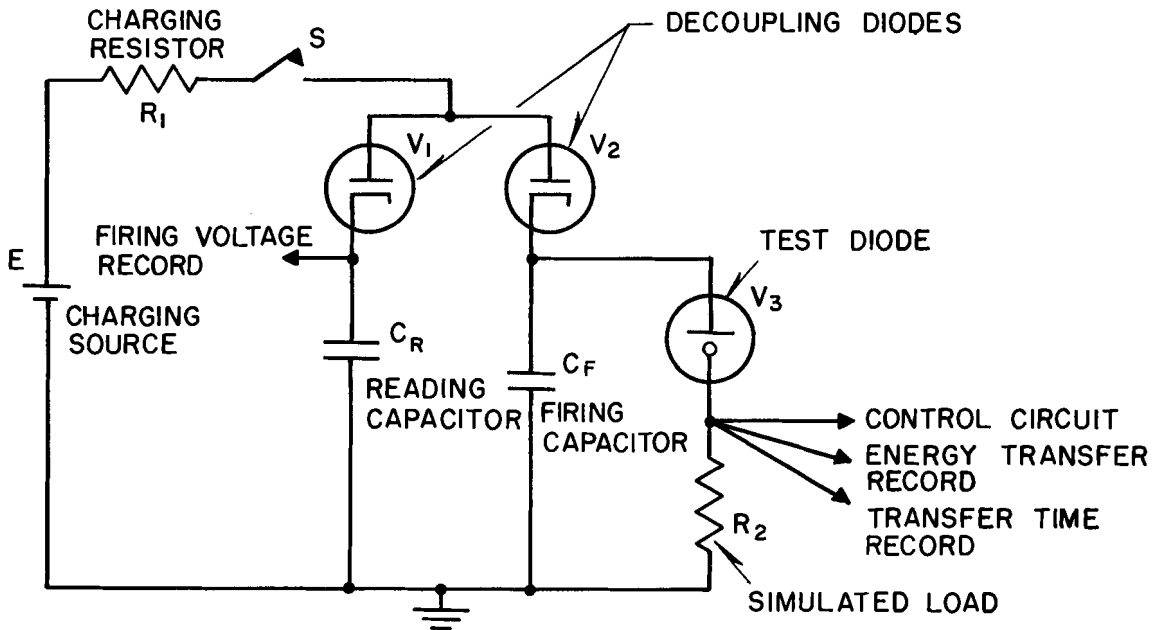 CHARGING
RESISTOR
S
DECOUPLING DIODES
R1
V1
V2
FIRING VOLTAGE
RECORD
TEST DIODE
E
V3
CHARGING
SOURCE
CR
READING
CAPACITOR
CF
FIRING
CAPACITOR
CONTROL CIRCUIT
ENERGY TRANSFER
RECORD
TRANSFER TIME
RECORD
R2
SIMULATED LOAD